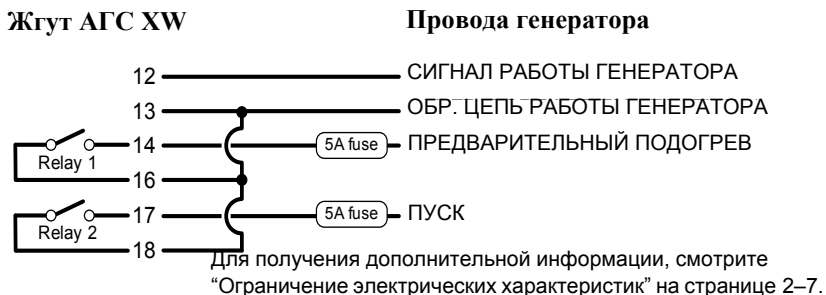 Жгут АГС XW Провода генератора
12 СИГНАЛ РАБОТЫ ГЕНЕРАТОРА
13 ОБР. ЦЕПЬ РАБОТЫ ГЕНЕРАТОРА
14 5A fuse ПРЕДВАРИТЕЛЬНЫЙ ПОДОГРЕВ
Relay 1
16
17 5A fuse ПУСК
Relay 2
18
Для получения дополнительной информации, смотрите
“Ограничение электрических характеристик” на странице 2–7.